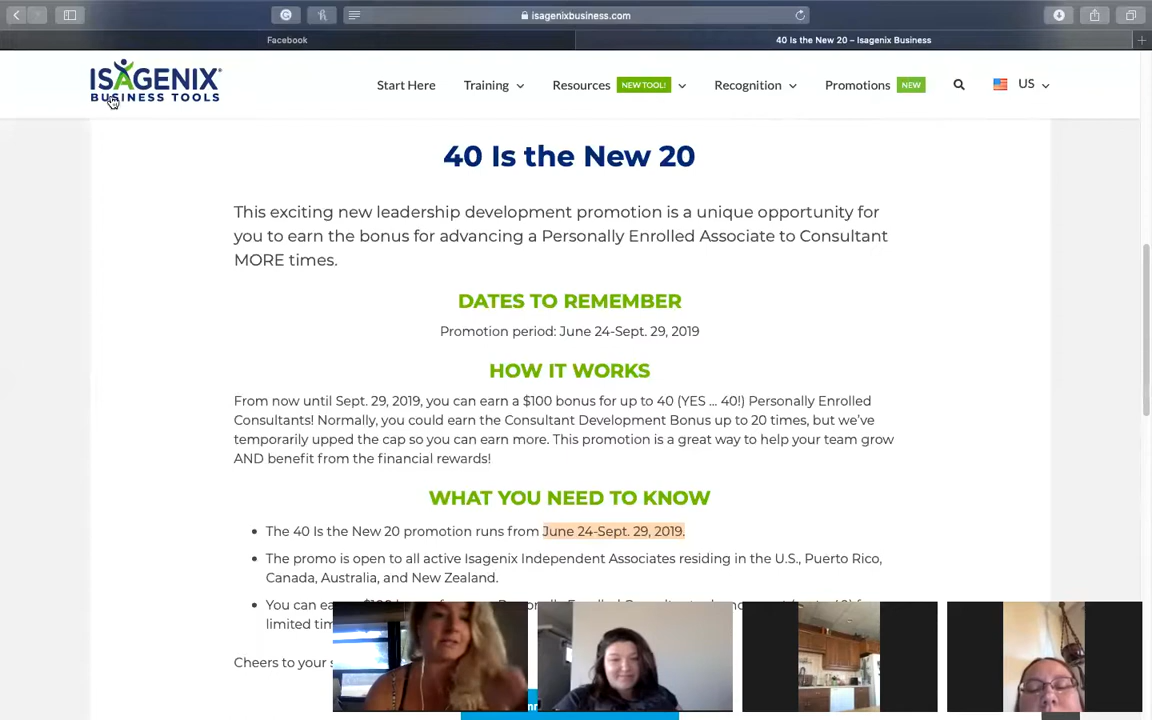 isagenixbusiness.com
Facebook
40 Is the New 20 – Isagenix Business
ISAGENIX
BUSINESS TOOLS
Start Here
Training
Resources NEW TOOL!
Recognition
Promotions NEW
US
40 Is the New 20
This exciting new leadership development promotion is a unique opportunity for
you to earn the bonus for advancing a Personally Enrolled Associate to Consultant
MORE times.
DATES TO REMEMBER
Promotion period: June 24-Sept. 29, 2019
HOW IT WORKS
From now until Sept. 29, 2019, you can earn a $100 bonus for up to 40 (YES ... 40!) Personally Enrolled
Consultants! Normally, you could earn the Consultant Development Bonus up to 20 times, but we've
temporarily upped the cap so you can earn more. This promotion is a great way to help your team grow
AND benefit from the financial rewards!
WHAT YOU NEED TO KNOW
The 40 Is the New 20 promotion runs from June 24-Sept. 29, 2019.
The promo is open to all active Isagenix Independent Associates residing in the U.S., Puerto Rico,
Canada, Australia, and New Zealand.
You can
limited
Cheers to your